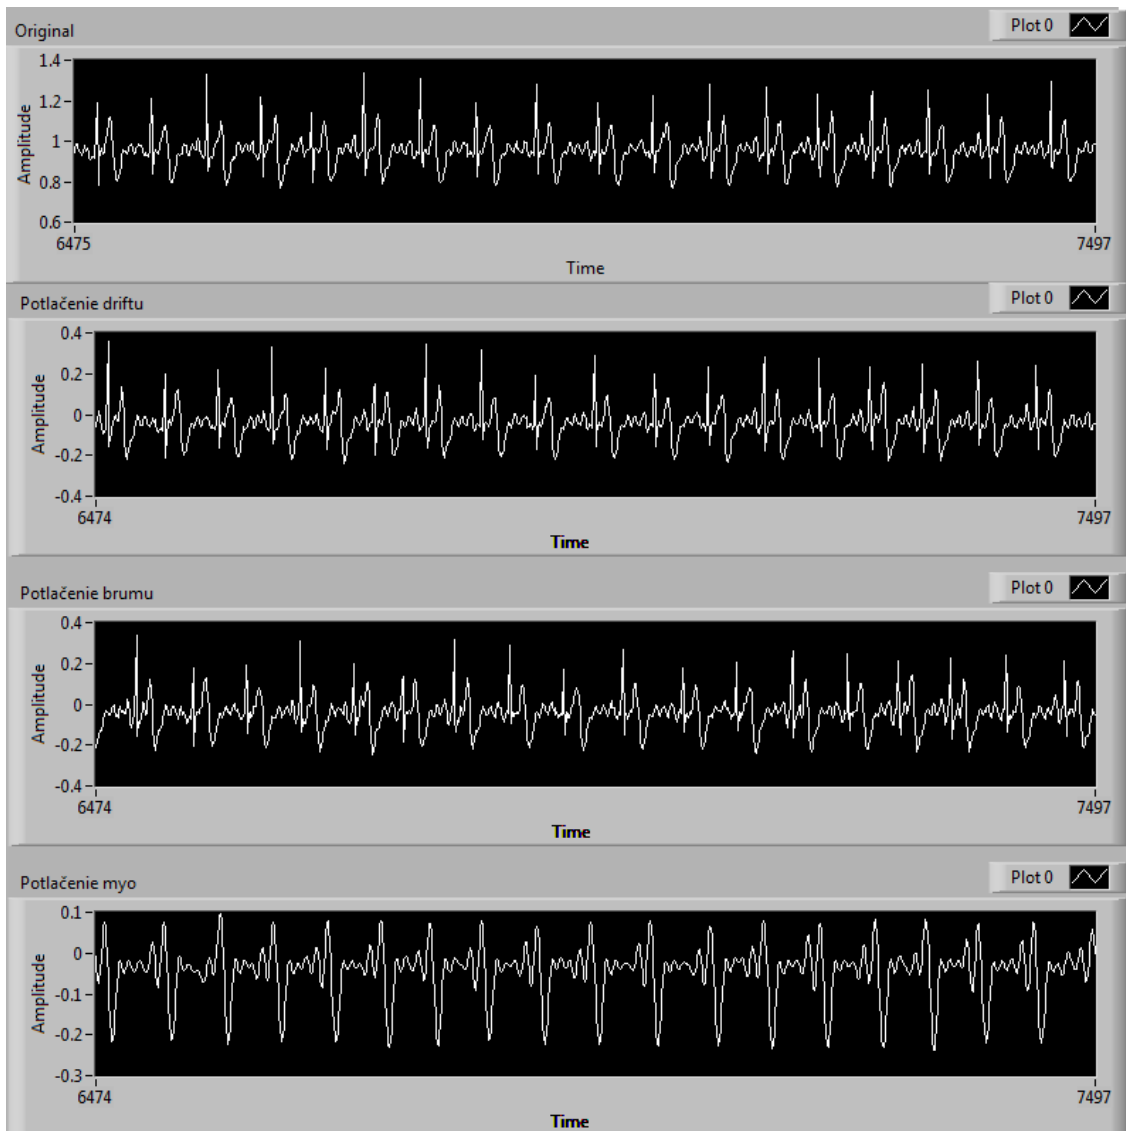 Original
Plot 0
1.4
1.2
1
0.8
0.6
Amplitude
6475
7497
Time
Potlačenie driftu
Plot 0
0.4
0.2
0
-0.2
-0.4
Amplitude
6474
7497
Time
Potlačenie brumu
Plot 0
0.4
0.2
0
-0.2
-0.4
Amplitude
6474
7497
Time
Potlačenie myo
Plot 0
0.1
0
-0.1
-0.2
-0.3
Amplitude
6474
7497
Time